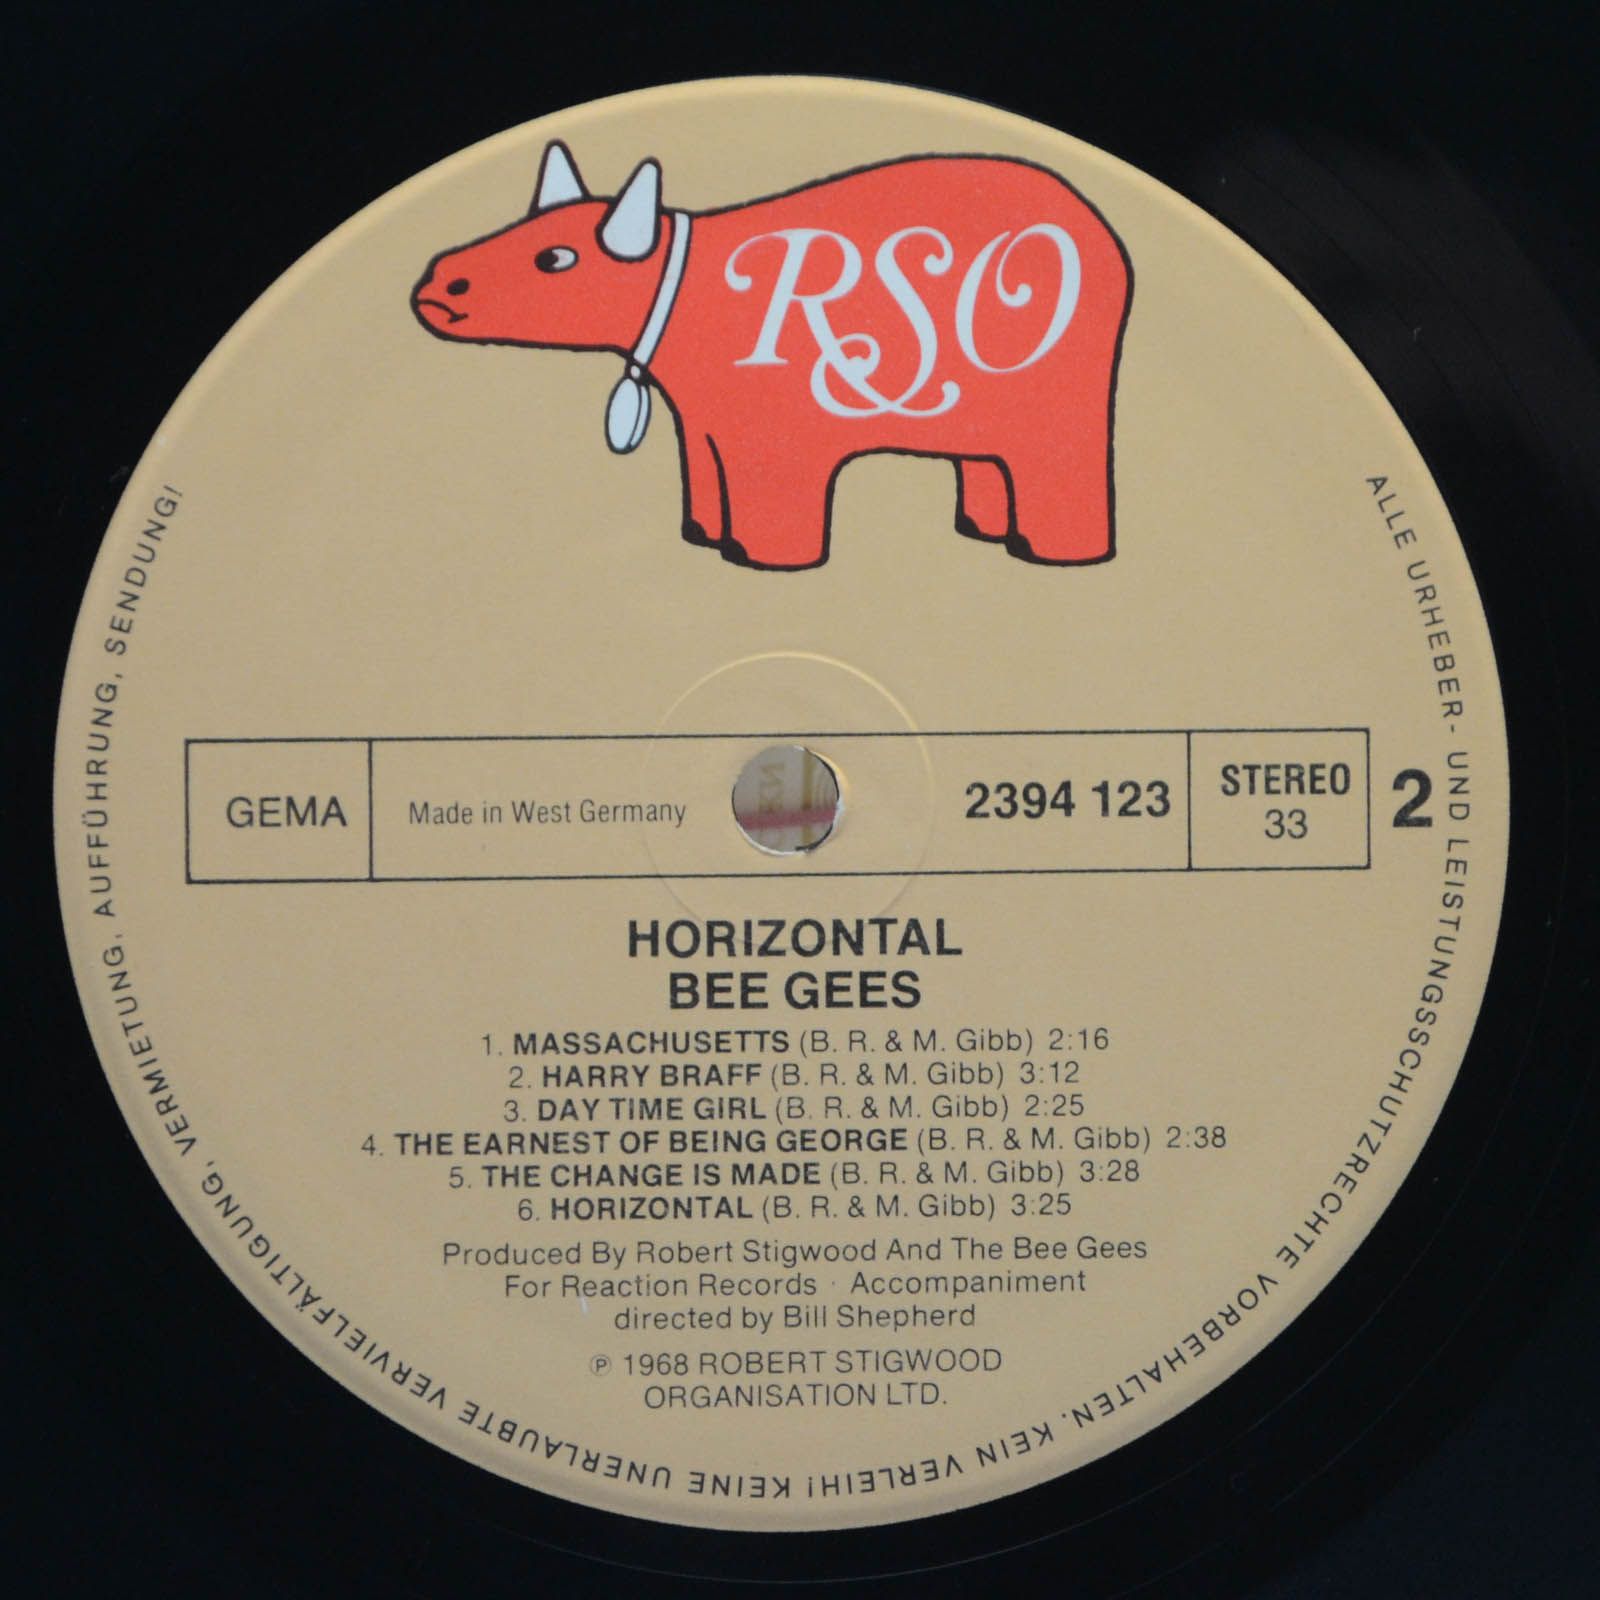 RSO
GEMA
Made in West Germany
2394 123
STEREO
33
2
HORIZONTAL
BEE GEES
1. MASSACHUSETTS (B. R. & M. Gibb) 2:16
2. HARRY BRAFF (B. R. & M. Gibb) 3:12
3. DAY TIME GIRL (B. R. & M. Gibb) 2:25
4. THE EARNEST OF BEING GEORGE (B. R. & M. Gibb) 2:38
5. THE CHANGE IS MADE (B. R. & M. Gibb) 3:28
6. HORIZONTAL (B. R. & M. Gibb) 3:25
Produced By Robert Stigwood And The Bee Gees
For Reaction Records · Accompaniment
directed by Bill Shepherd
℗ 1968 ROBERT STIGWOOD
ORGANISATION LTD.
ALLE URHEBER- UND LEISTUNGSSCHUTZRECHTE VORBEHALTEN. KEIN VERLEIH! KEINE UNERLAUBTE VERVIELFÄLTIGUNG, VERMIETUNG, AUFFÜHRUNG, SENDUNG!